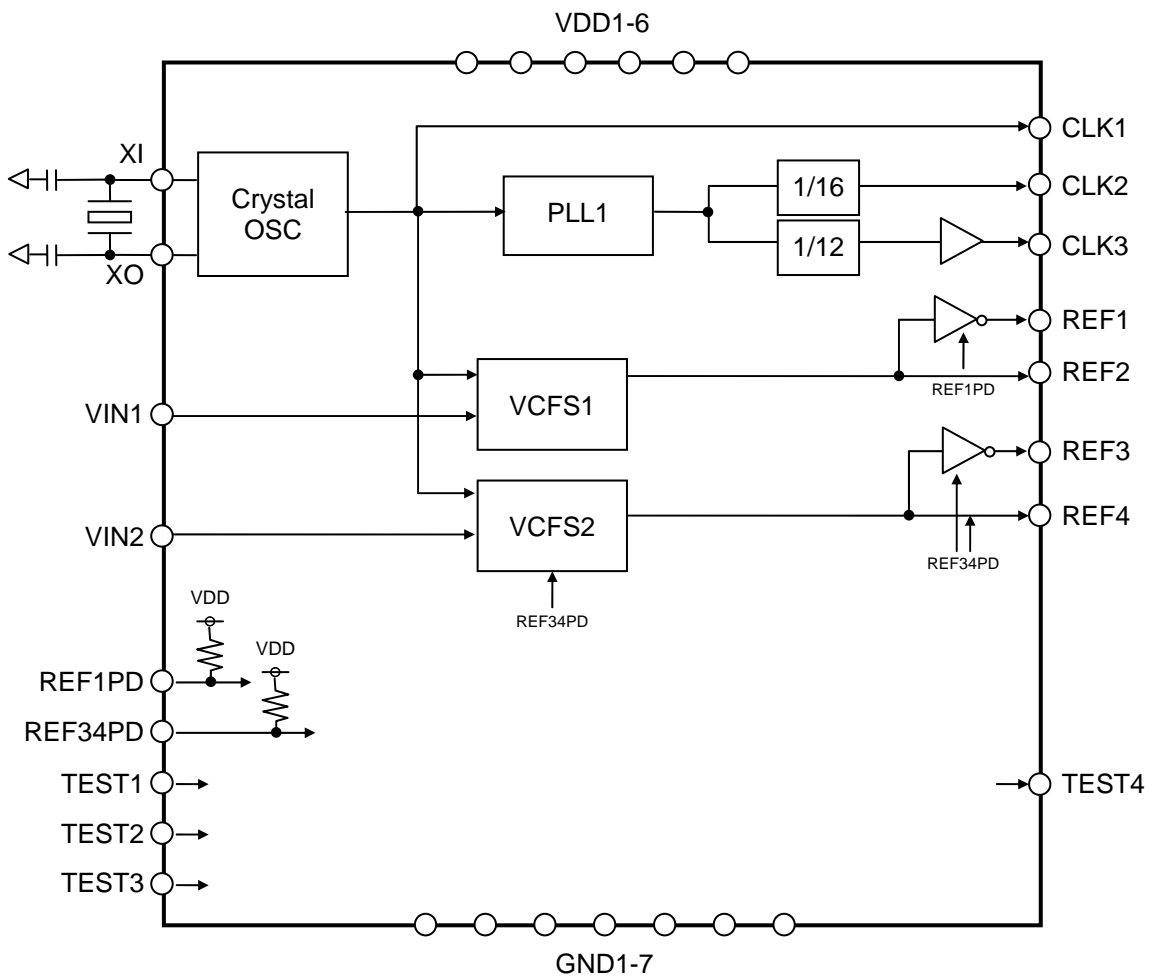 VDD1-6
CLK1
XI
Crystal
OSC
PLL1
1/16
CLK2
1/12
CLK3
XO
REF1
REF1PD
REF2
VCFS1
VIN1
REF3
VCFS2
REF4
VIN2
REF34PD
REF34PD
VDD
VDD
REF1PD
REF34PD
TEST1
TEST4
TEST2
TEST3
GND1-7